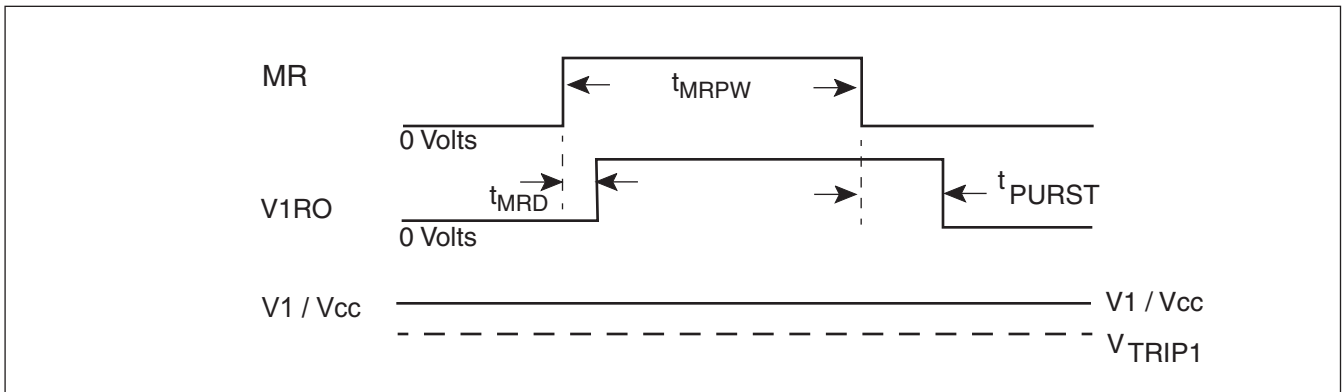 MR
tMRPW
0 Volts
V1RO
tMRD
tPURST
0 Volts
V1 / Vcc
V1 / Vcc
VTRIP1